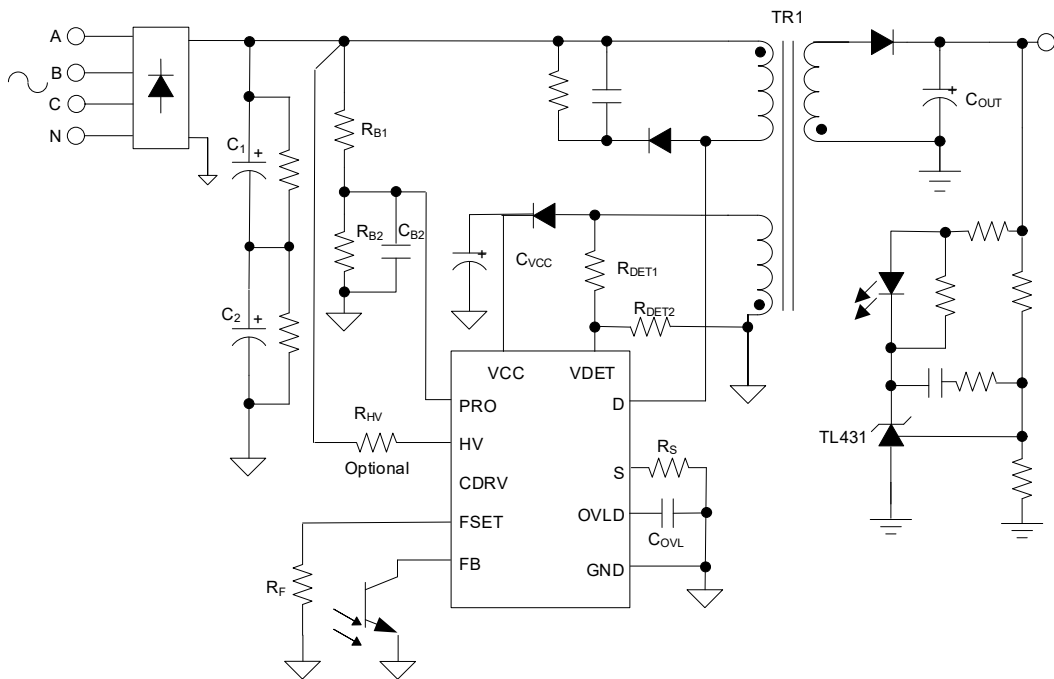 TR1
A
B
C
N
C1
C2
RB1
RB2
CB2
COUT
CVCC
RDET1
RDET2
VCC
VDET
PRO
D
RHV
HV
Optional
CDRV
S
RS
FSET
OVLD
COVL
FB
GND
RF
TL431
+
+
+
+